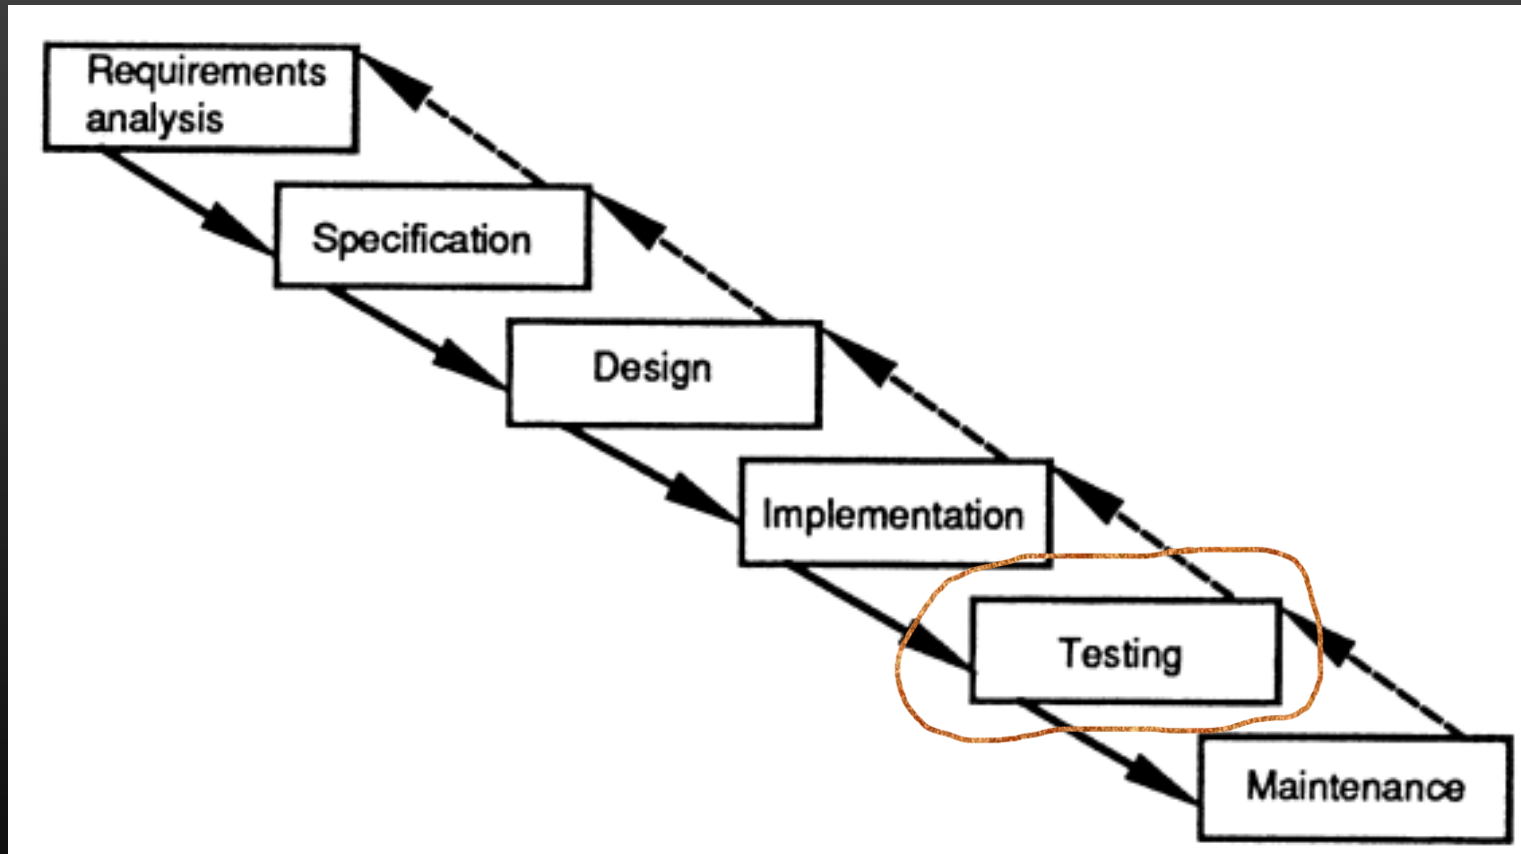 Requirements
analysis
Specification
Design
Implementation
Testing
Maintenance